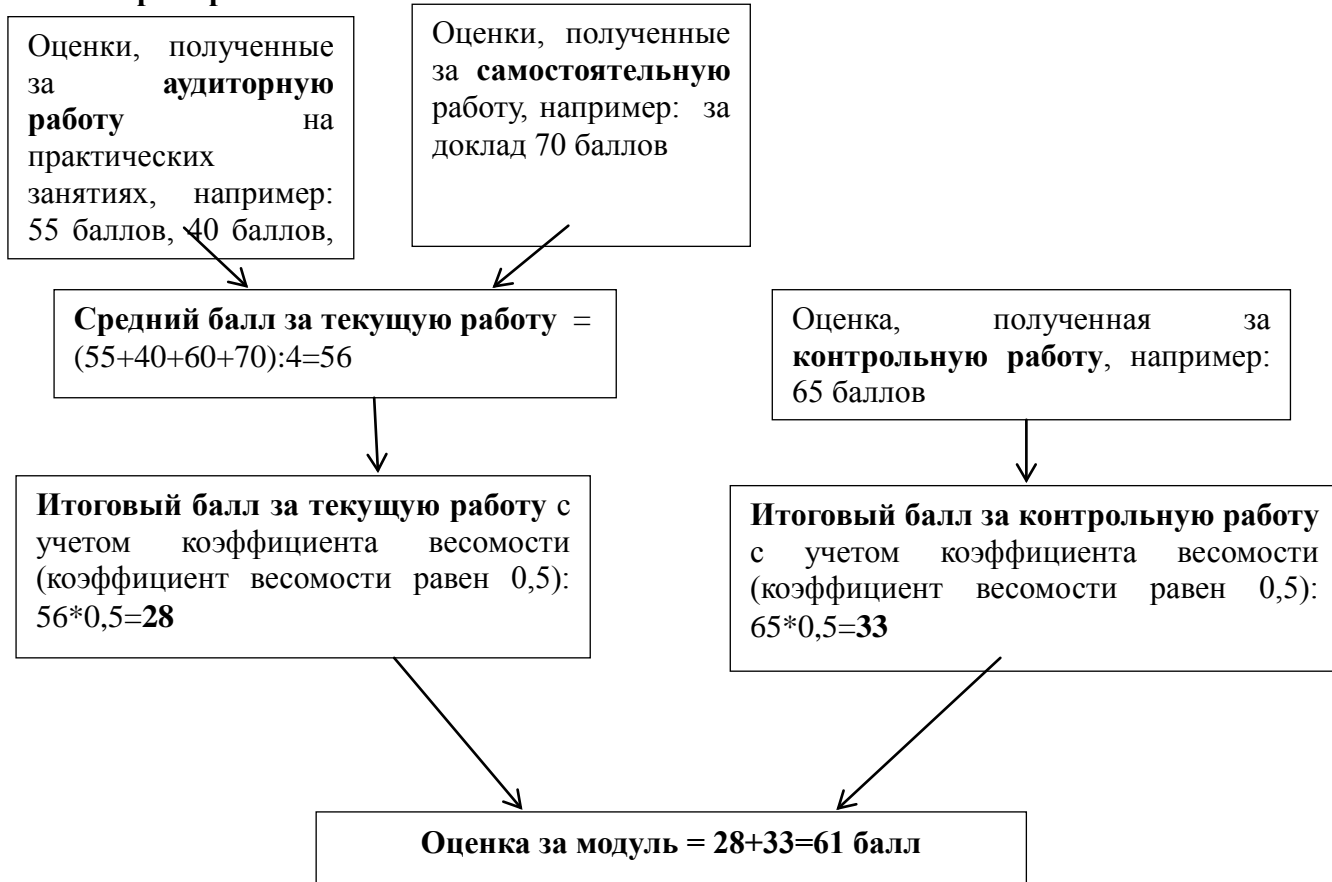 Оценки, полученные
за аудиторную
работу на
практических
занятиях, например:
55 баллов, 40 баллов,
Оценки, полученные
за самостоятельную
работу, например: за
доклад 70 баллов
Средний балл за текущую работу =
(55+40+60+70):4=56
Оценка, полученная за
контрольную работу, например:
65 баллов
Итоговый балл за текущую работу с
учетом коэффициента весомости
(коэффициент весомости равен 0,5):
56*0,5=28
Итоговый балл за контрольную работу
с учетом коэффициента весомости
(коэффициент весомости равен 0,5):
65*0,5=33
Оценка за модуль = 28+33=61 балл